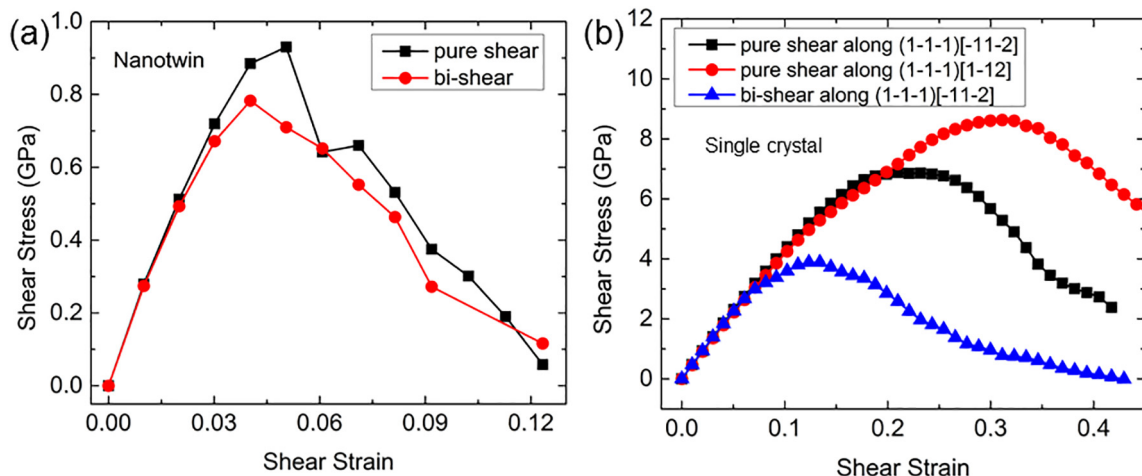 (a)
Nanotwin
pure shear
bi-shear
Shear Stress (GPa)
1.0
0.8
0.6
0.4
0.2
0.0
0.00 0.03 0.06 0.09 0.12
Shear Strain
(b)
pure shear along (1-1-1)[-11-2]
pure shear along (1-1-1)[1-12]
bi-shear along (1-1-1)[-11-2]
Single crystal
Shear Stress (GPa)
12
10
8
6
4
2
0
0.0 0.1 0.2 0.3 0.4
Shear Strain